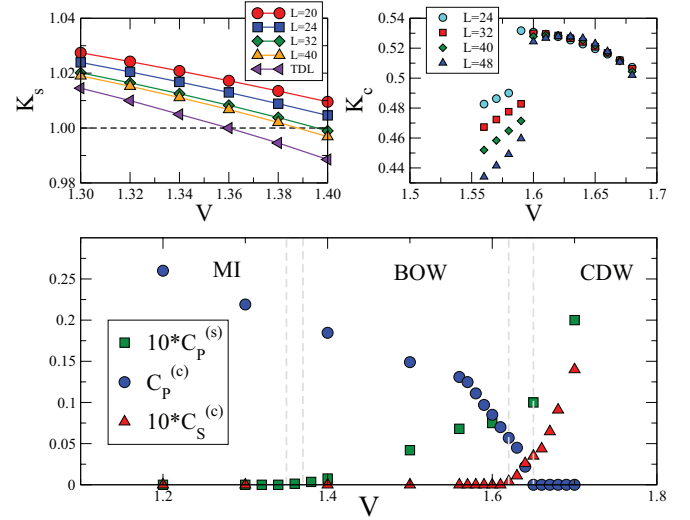 1.04
1.02
1.00
0.98
K_s
L=20
L=24
L=32
L=40
TDL
1.30 1.32 1.34 1.36 1.38 1.40
V
0.54
0.52
0.5
0.48
0.46
0.44
K_c
L=24
L=32
L=40
L=48
1.5 1.55 1.6 1.65 1.7
V
0.25
0.2
0.15
0.1
0.05
0
MI BOW CDW
10*C_P^(s)
C_P^(c)
10*C_S^(c)
1.2 1.4 1.6 1.8
V